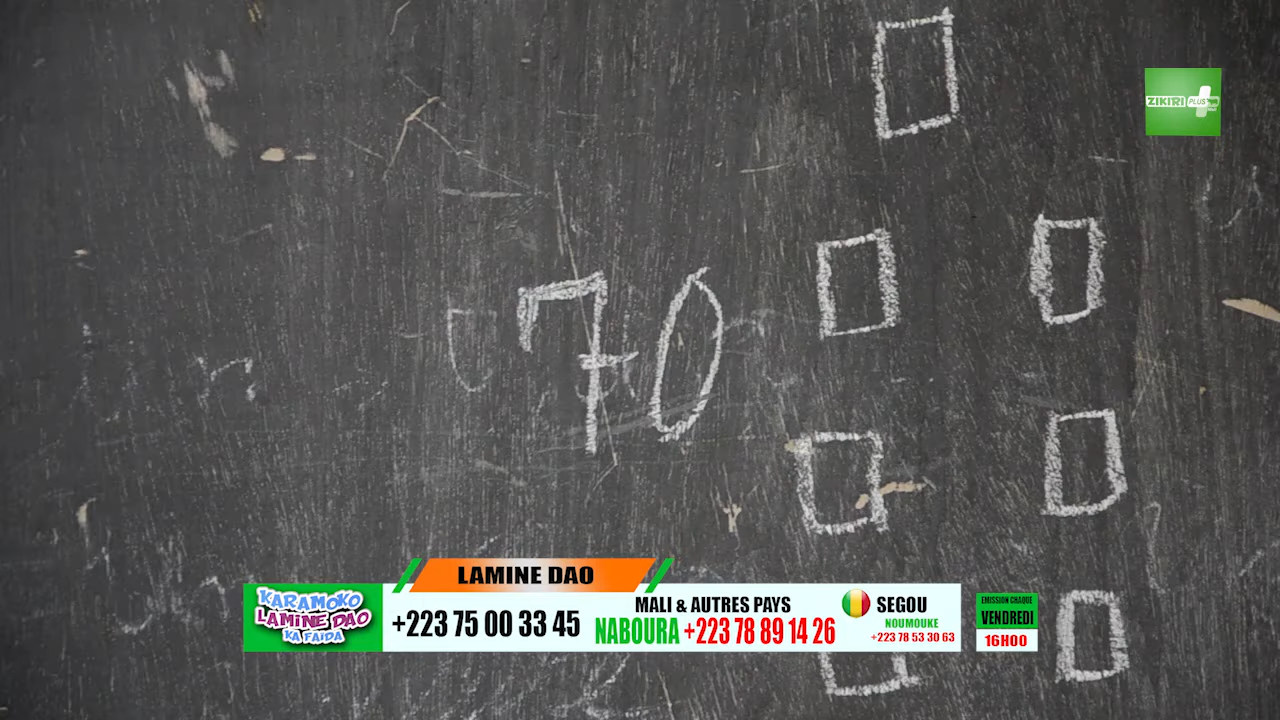 ZIKIRI PLUS
70
LAMINE DAO
KARAMOKO
LAMINE DAO
KA FAIDA
+223 75 00 33 45
MALI & AUTRES PAYS
NABOURA +223 78 89 14 26
SEGOU
NOUMOUKE
+223 78 53 30 63
EMISSION CHAQUE
VENDREDI
16H00